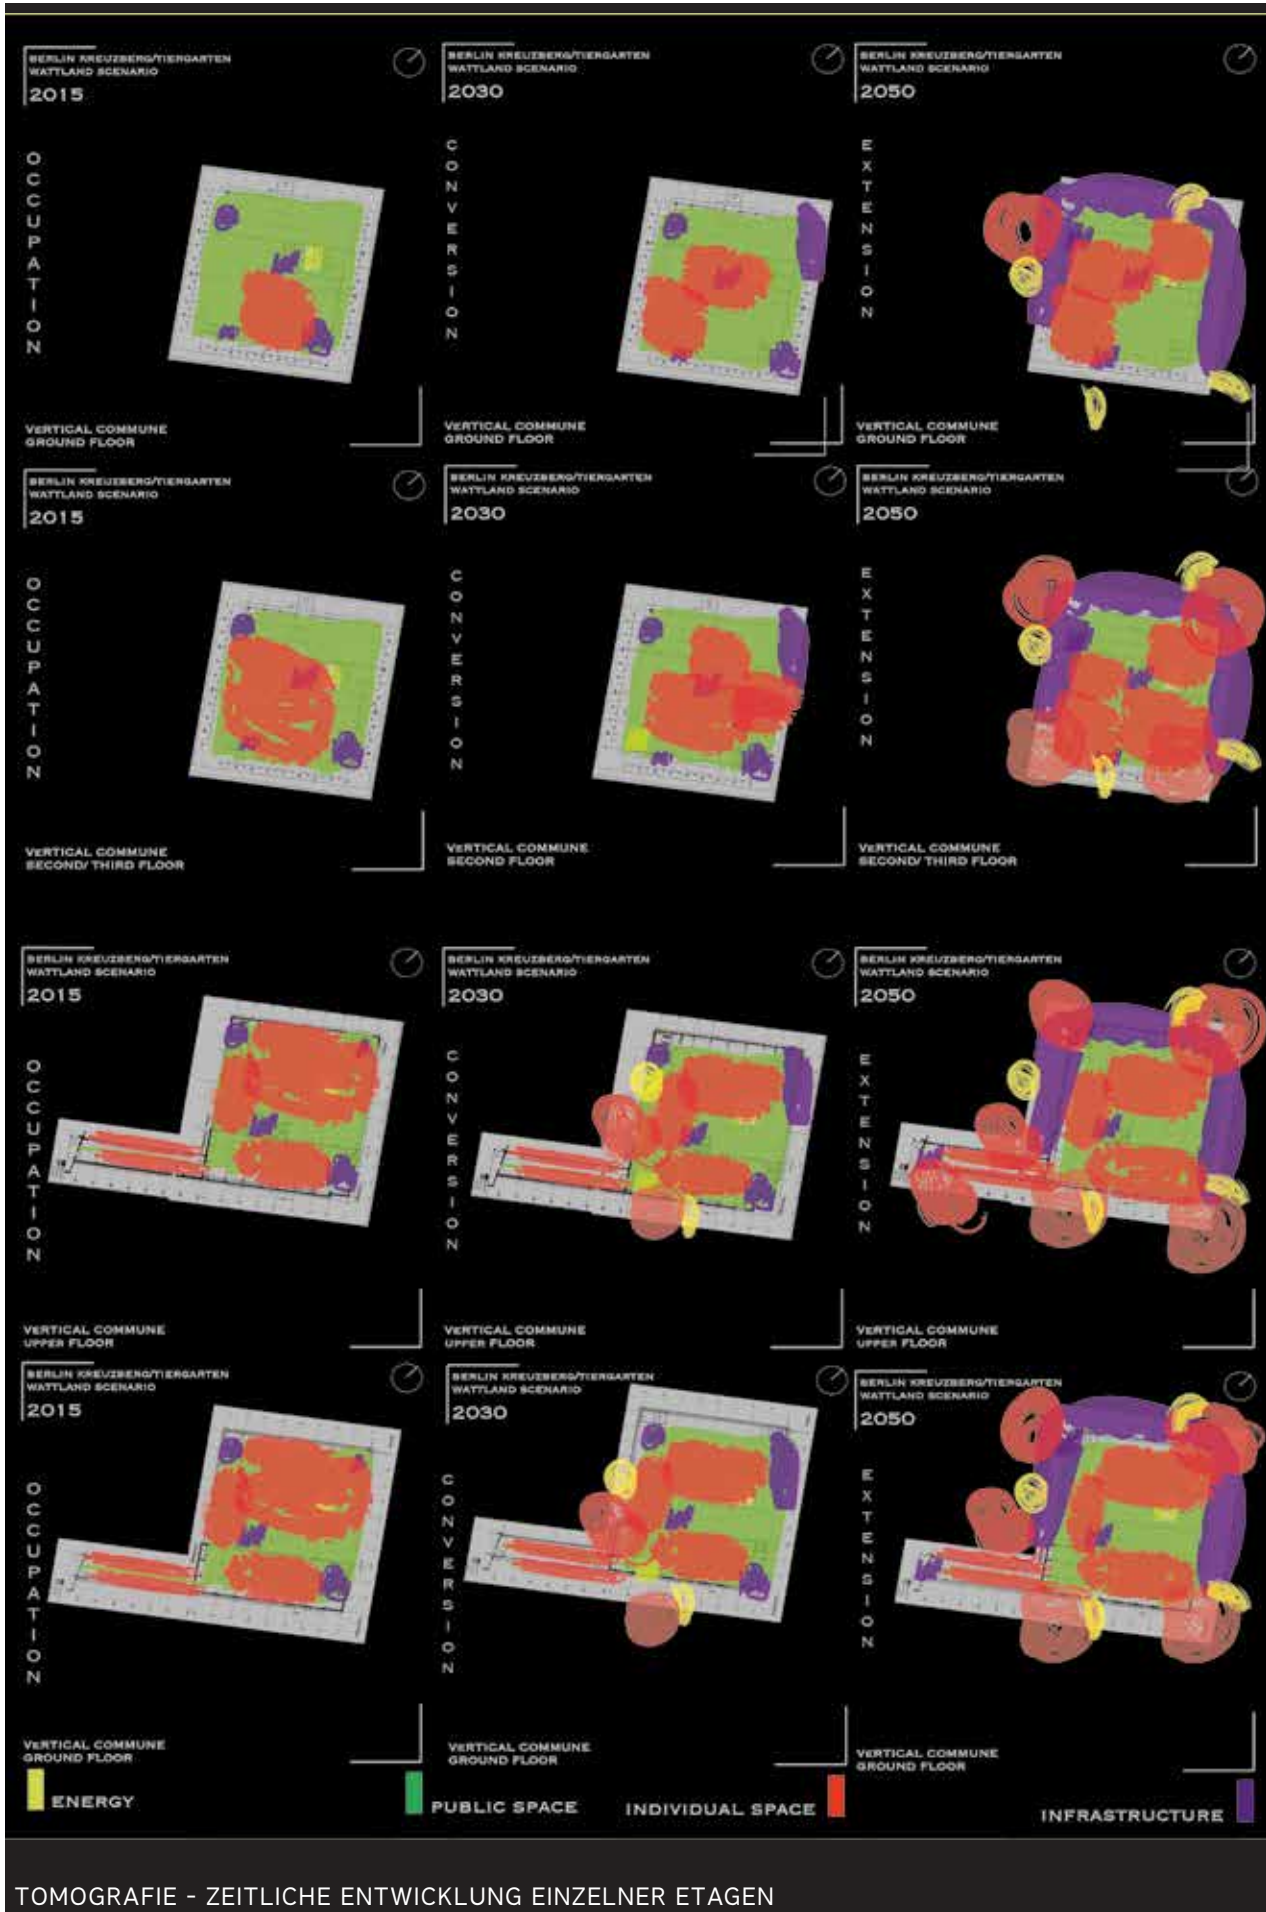 BERLIN KREUZBERG/TIERGARTEN
WATTLAND SCENARIO
2015
OCCUPATION
VERTICAL COMMUNE
GROUND FLOOR
BERLIN KREUZBERG/TIERGARTEN
WATTLAND SCENARIO
2030
CONVERSION
VERTICAL COMMUNE
GROUND FLOOR
BERLIN KREUZBERG/TIERGARTEN
WATTLAND SCENARIO
2050
EXTENSION
VERTICAL COMMUNE
GROUND FLOOR
BERLIN KREUZBERG/TIERGARTEN
WATTLAND SCENARIO
2015
OCCUPATION
VERTICAL COMMUNE
SECOND/ THIRD FLOOR
BERLIN KREUZBERG/TIERGARTEN
WATTLAND SCENARIO
2030
CONVERSION
VERTICAL COMMUNE
SECOND FLOOR
BERLIN KREUZBERG/TIERGARTEN
WATTLAND SCENARIO
2050
EXTENSION
VERTICAL COMMUNE
SECOND/ THIRD FLOOR
BERLIN KREUZBERG/TIERGARTEN
WATTLAND SCENARIO
2015
OCCUPATION
VERTICAL COMMUNE
UPPER FLOOR
BERLIN KREUZBERG/TIERGARTEN
WATTLAND SCENARIO
2030
CONVERSION
VERTICAL COMMUNE
UPPER FLOOR
BERLIN KREUZBERG/TIERGARTEN
WATTLAND SCENARIO
2050
EXTENSION
VERTICAL COMMUNE
UPPER FLOOR
BERLIN KREUZBERG/TIERGARTEN
WATTLAND SCENARIO
2015
OCCUPATION
VERTICAL COMMUNE
GROUND FLOOR
BERLIN KREUZBERG/TIERGARTEN
WATTLAND SCENARIO
2030
CONVERSION
VERTICAL COMMUNE
GROUND FLOOR
BERLIN KREUZBERG/TIERGARTEN
WATTLAND SCENARIO
2050
EXTENSION
VERTICAL COMMUNE
GROUND FLOOR
ENERGY
PUBLIC SPACE
INDIVIDUAL SPACE
INFRASTRUCTURE
TOMOGRAFIE - ZEITLICHE ENTWICKLUNG EINZELNER ETAGEN